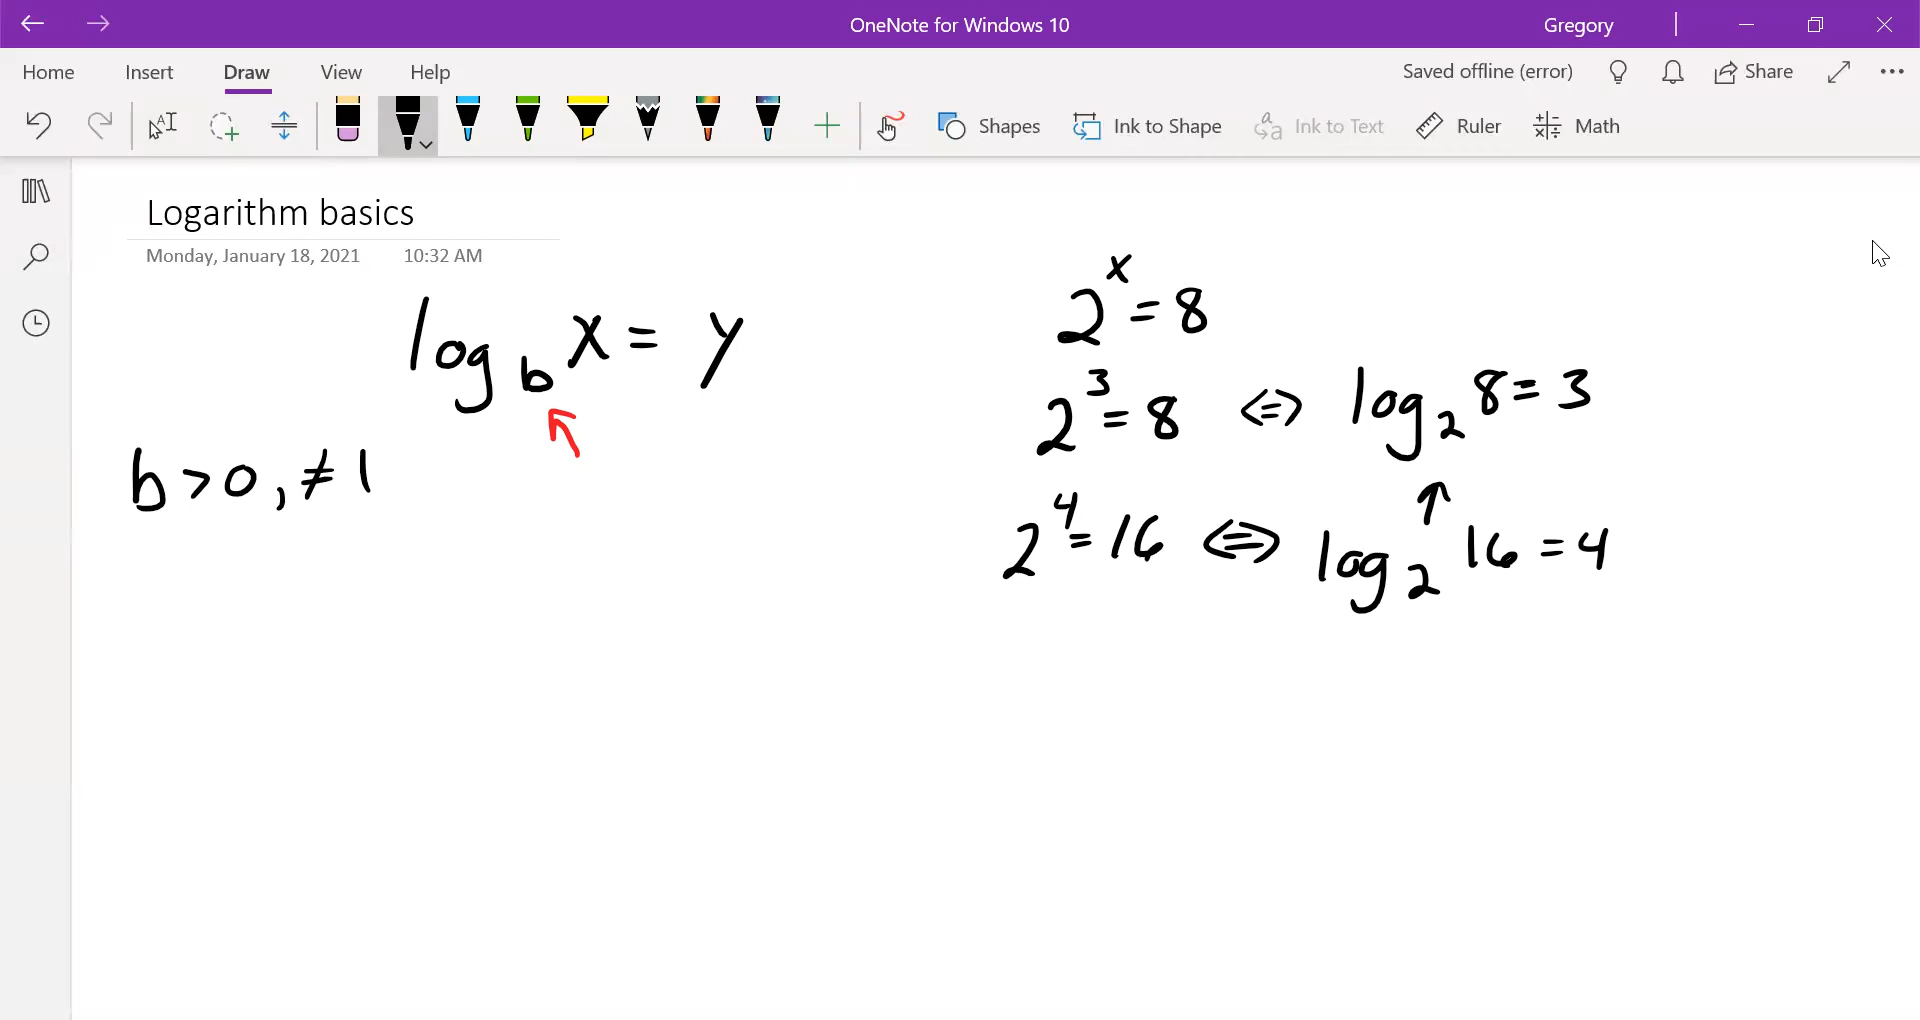 OneNote for Windows 10
Gregory
Home Insert Draw View Help
Saved offline (error) Share
Shapes Ink to Shape Ink to Text Ruler Math
Logarithm basics
Monday, January 18, 2021 10:32 AM
log_b x = y
b > 0, ≠ 1
2^x = 8
2^3 = 8 <=> log_2 8 = 3
2^4 = 16 <=> log_2 16 = 4